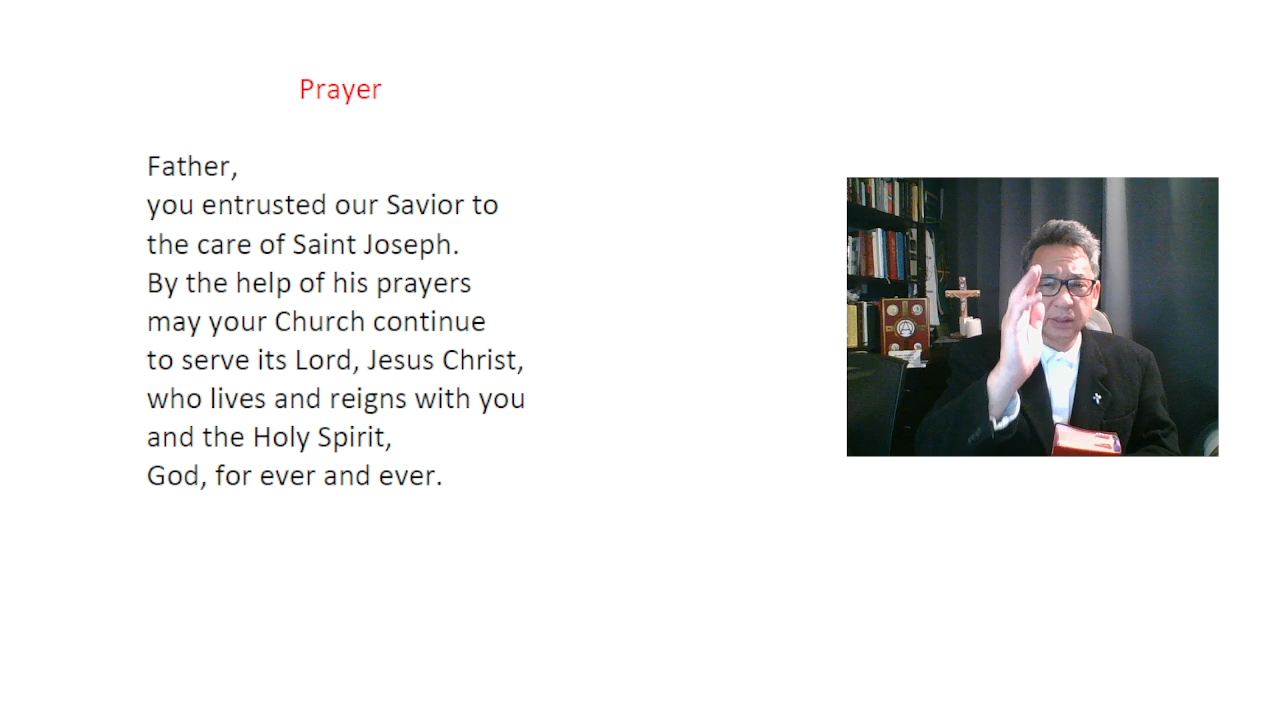 Prayer
Father,
you entrusted our Savior to
the care of Saint Joseph.
By the help of his prayers
may your Church continue
to serve its Lord, Jesus Christ,
who lives and reigns with you
and the Holy Spirit,
God, for ever and ever.